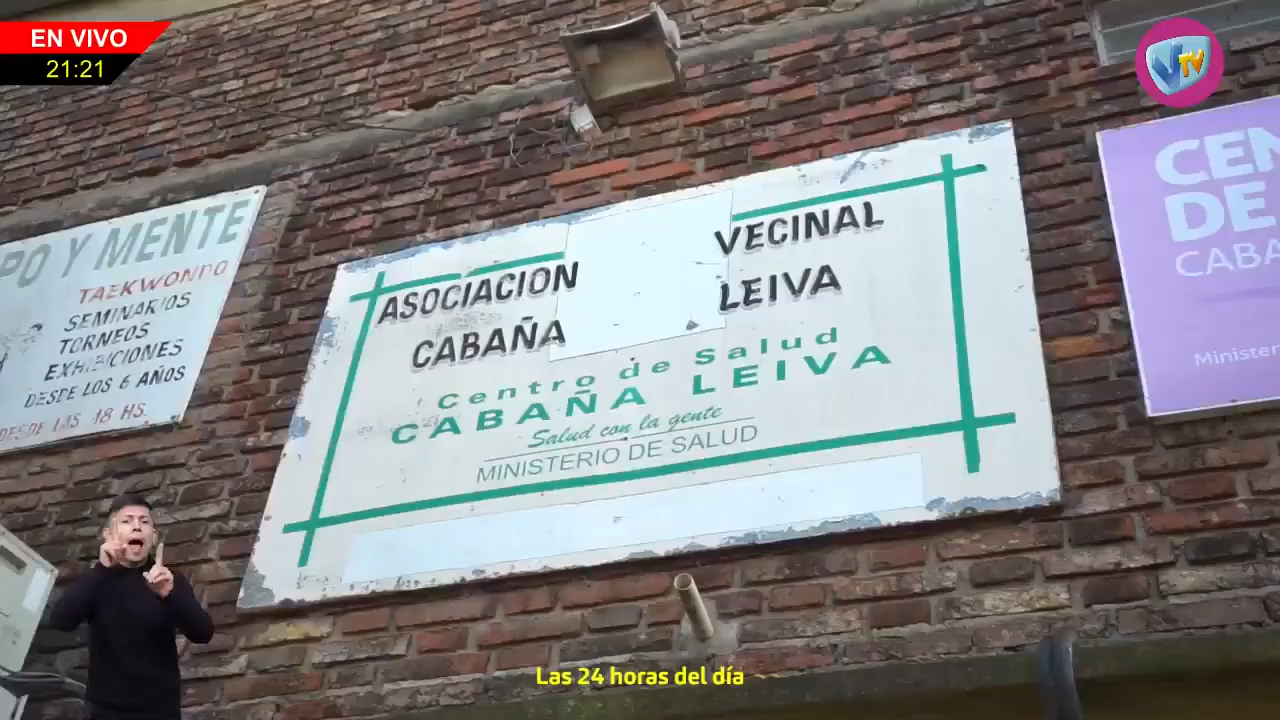 EN VIVO
21:21
VTV
PO Y MENTE
TAEKWONDO
SEMINARIOS
TORNEOS
EXHIBICIONES
DESDE LOS 6 AÑOS
DESDE LAS 18 HS.
ASOCIACION VECINAL
CABAÑA LEIVA
Centro de Salud
CABAÑA LEIVA
Salud con la gente
MINISTERIO DE SALUD
CEN
DE
CABA
Minister
Las 24 horas del día